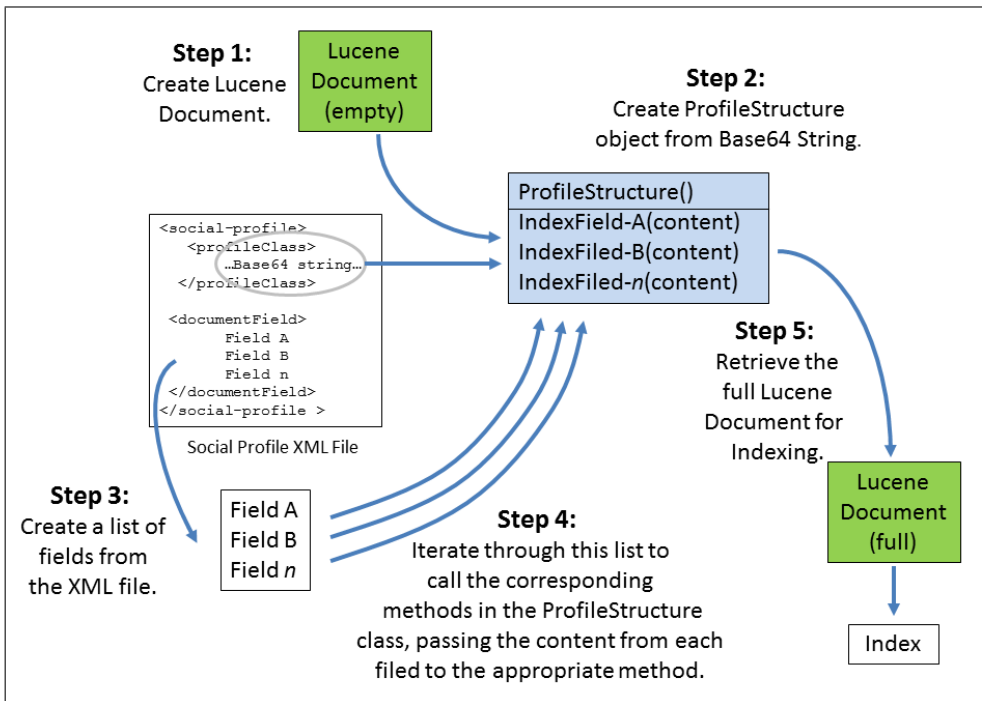 Step 1:
Create Lucene
Document.
Lucene
Document
(empty)
Step 2:
Create ProfileStructure
object from Base64 String.
ProfileStructure()
IndexField-A(content)
IndexFiled-B(content)
IndexFiled-n(content)
<social-profile>
<profileClass>
…Base64 string…
</profileClass>
<documentField>
Field A
Field B
Field n
</documentField>
</social-profile >
Social Profile XML File
Step 3:
Create a list of
fields from
the XML file.
Field A
Field B
Field n
Step 4:
Iterate through this list to
call the corresponding
methods in the ProfileStructure
class, passing the content from each
filed to the appropriate method.
Step 5:
Retrieve the
full Lucene
Document for
Indexing.
Lucene
Document
(full)
Index